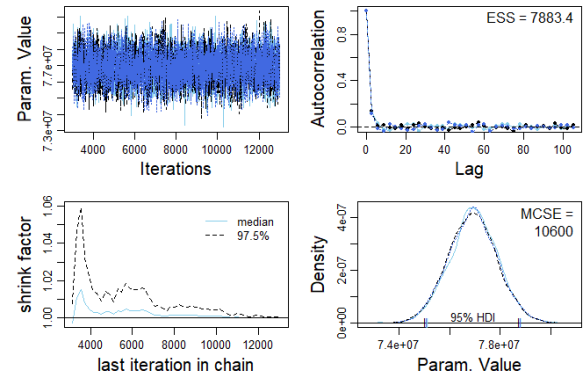 Param. Value
7.3e+07
7.7e+07
4000
6000
8000
10000
12000
Iterations
Autocorrelation
0.0
0.4
0.8
ESS = 7883.4
0
20
40
60
80
100
Lag
shrink factor
1.00
1.02
1.04
1.06
median
97.5%
4000
6000
8000
10000
12000
last iteration in chain
Density
0e+00
2e-07
4e-07
MCSE =
10600
95% HDI
7.4e+07
7.8e+07
Param. Value